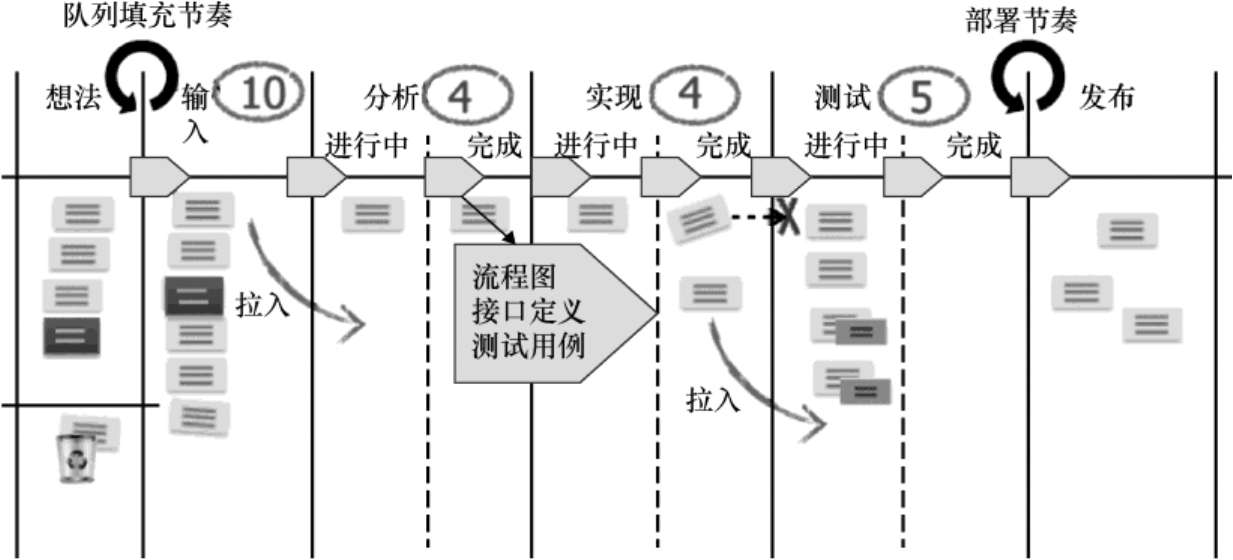 队列填充节奏
部署节奏
想法
输入
10
分析
4
实现
4
测试
5
发布
进行中
完成
进行中
完成
进行中
完成
拉入
流程图
接口定义
测试用例
X
拉入